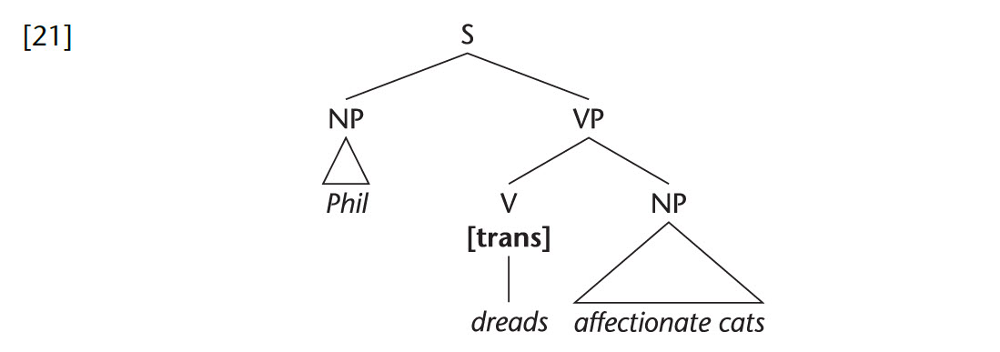 [21]
S
NP VP
Phil V NP
[trans]
dreads affectionate cats